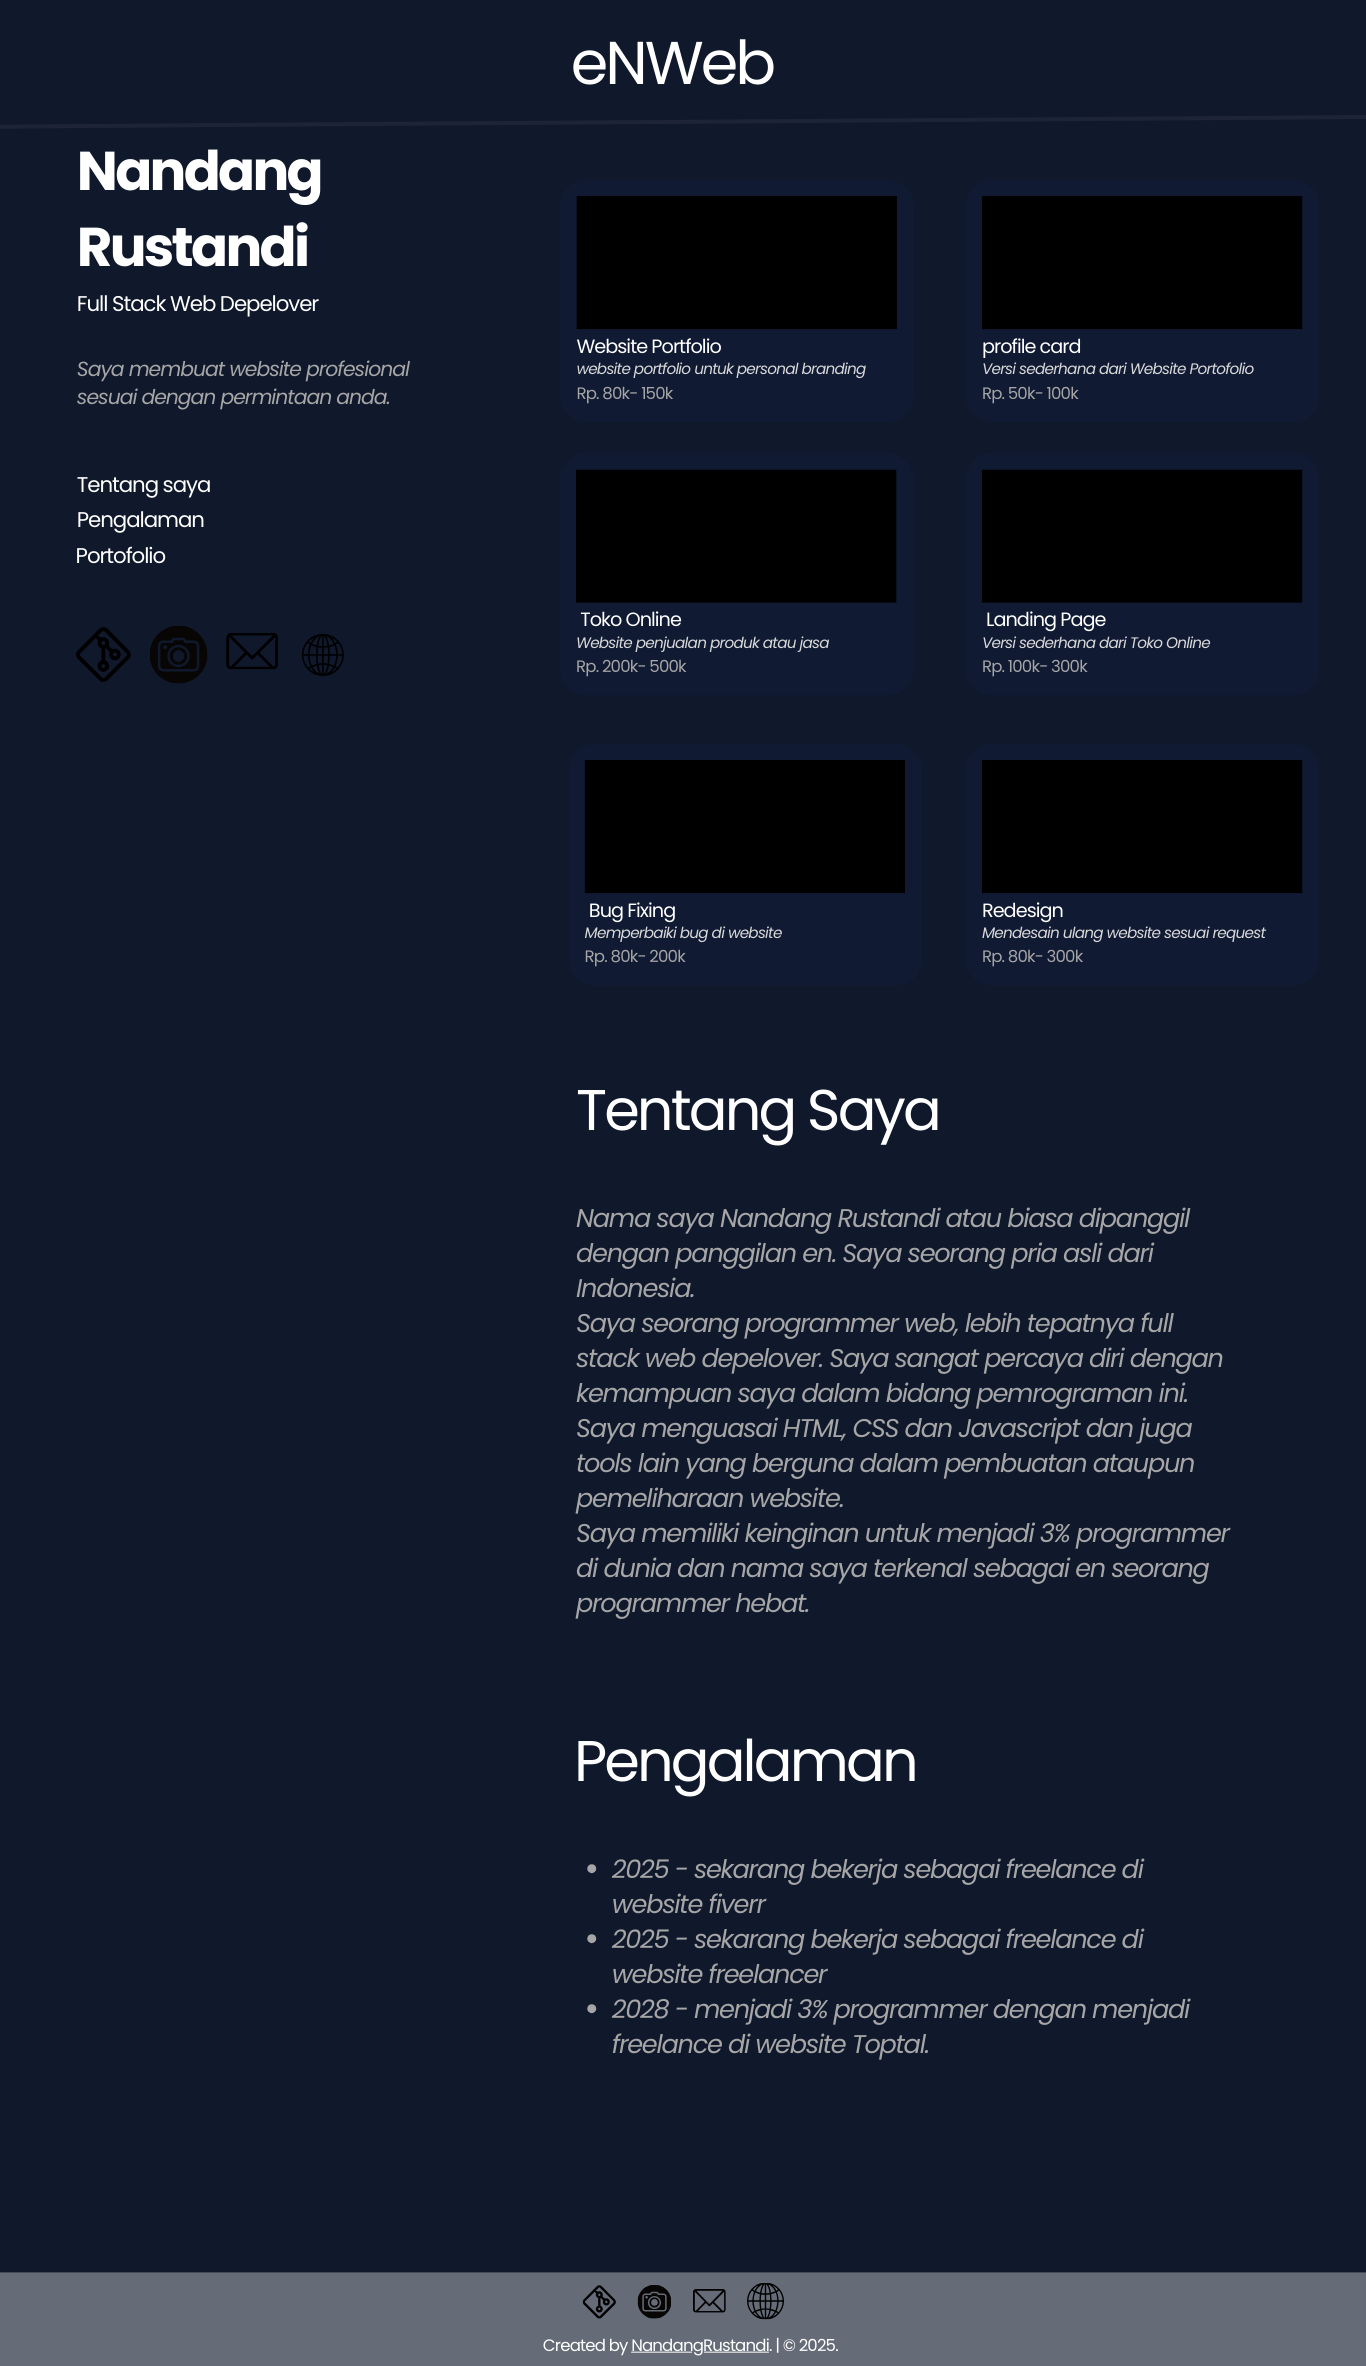 eNWeb
Nandang
Rustandi
Full Stack Web Depelover
Saya membuat website profesional
sesuai dengan permintaan anda.
Tentang saya
Pengalaman
Portofolio
Website Portfolio
website portfolio untuk personal branding
Rp. 80k- 150k
profile card
Versi sederhana dari Website Portofolio
Rp. 50k- 100k
Toko Online
Website penjualan produk atau jasa
Rp. 200k- 500k
Landing Page
Versi sederhana dari Toko Online
Rp. 100k- 300k
Bug Fixing
Memperbaiki bug di website
Rp. 80k- 200k
Redesign
Mendesain ulang website sesuai request
Rp. 80k- 300k
Tentang Saya
Nama saya Nandang Rustandi atau biasa dipanggil
dengan panggilan en. Saya seorang pria asli dari
Indonesia.
Saya seorang programmer web, lebih tepatnya full
stack web depelover. Saya sangat percaya diri dengan
kemampuan saya dalam bidang pemrograman ini.
Saya menguasai HTML, CSS dan Javascript dan juga
tools lain yang berguna dalam pembuatan ataupun
pemeliharaan website.
Saya memiliki keinginan untuk menjadi 3% programmer
di dunia dan nama saya terkenal sebagai en seorang
programmer hebat.
Pengalaman
• 2025 - sekarang bekerja sebagai freelance di
website fiverr
• 2025 - sekarang bekerja sebagai freelance di
website freelancer
• 2028 - menjadi 3% programmer dengan menjadi
freelance di website Toptal.
Created by NandangRustandi. | © 2025.